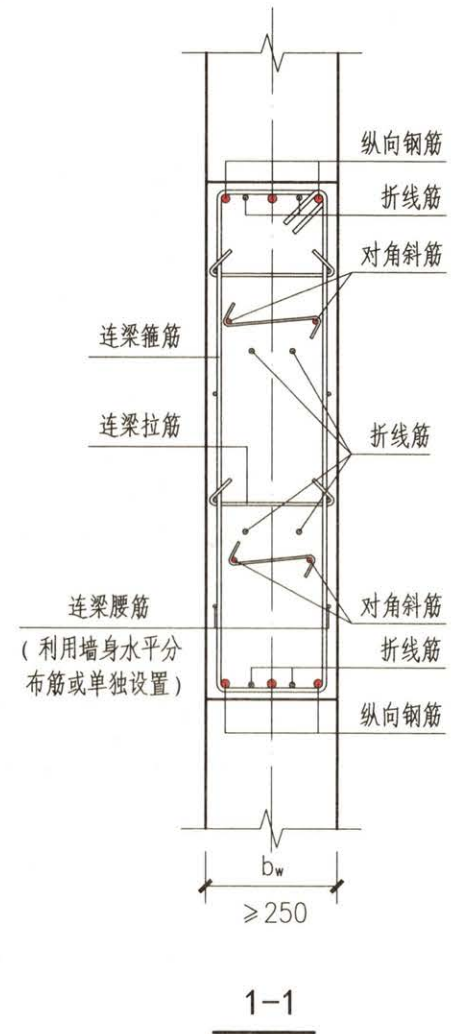 纵向钢筋
折线筋
对角斜筋
连梁箍筋
连梁拉筋
折线筋
连梁腰筋
(利用墙身水平分
布筋或单独设置)
对角斜筋
折线筋
纵向钢筋
bw
≥250
1-1